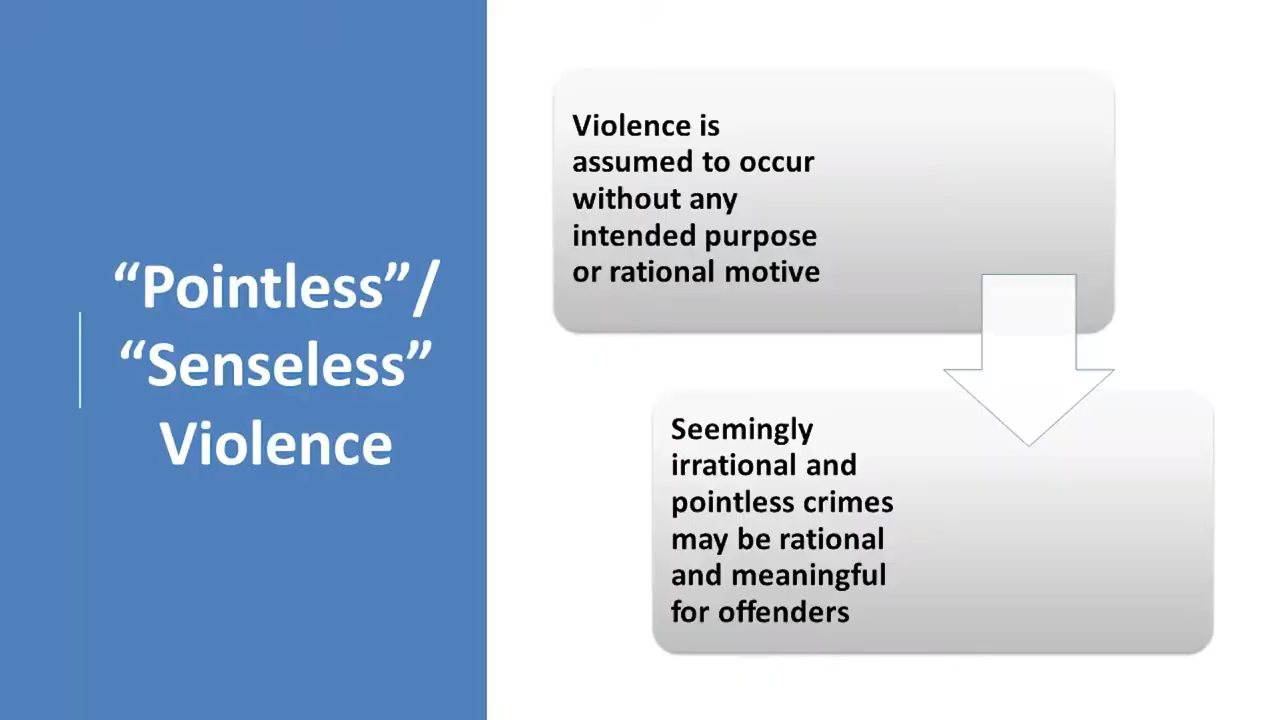 “Pointless”/
“Senseless”
Violence
Violence is
assumed to occur
without any
intended purpose
or rational motive
Seemingly
irrational and
pointless crimes
may be rational
and meaningful
for offenders